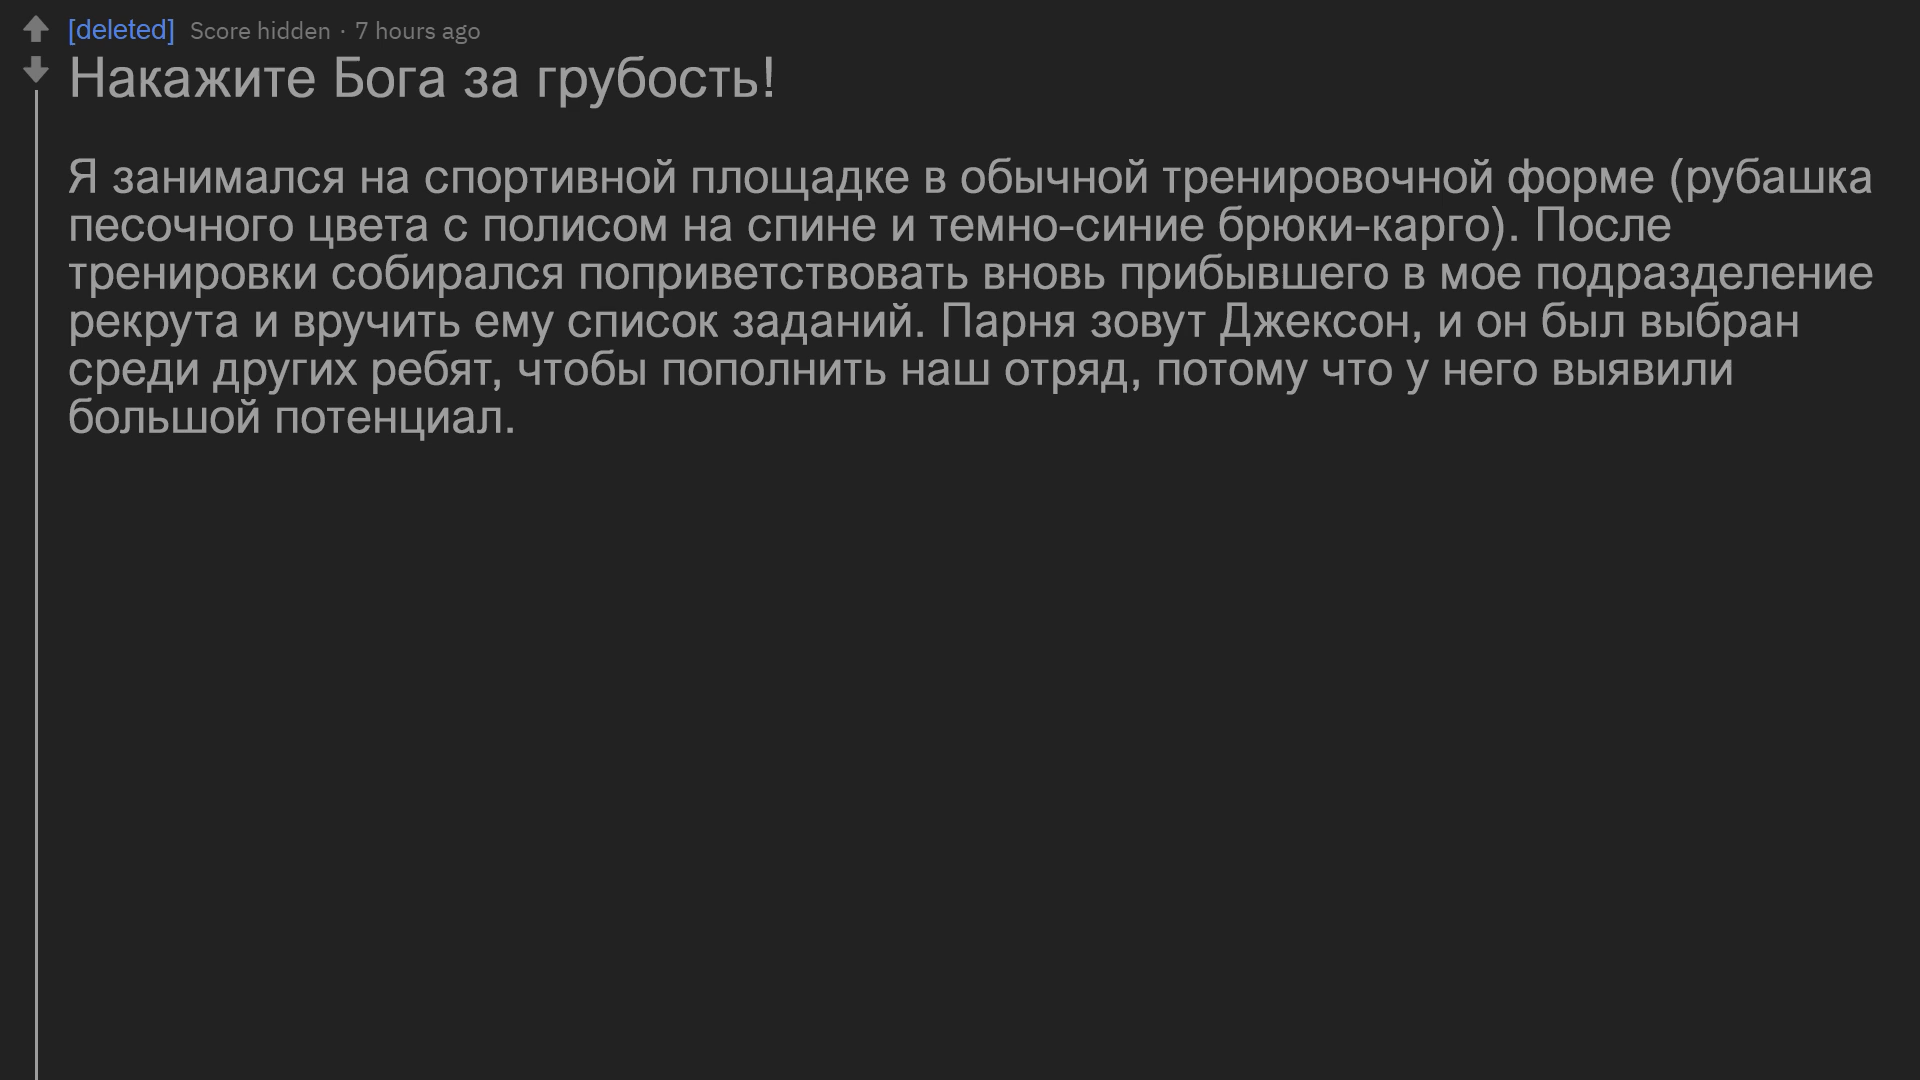 [deleted] Score hidden · 7 hours ago
Накажите Бога за грубость!
Я занимался на спортивной площадке в обычной тренировочной форме (рубашка
песочного цвета с полисом на спине и темно-синие брюки-карго). После
тренировки собирался поприветствовать вновь прибывшего в мое подразделение
рекрута и вручить ему список заданий. Парня зовут Джексон, и он был выбран
среди других ребят, чтобы пополнить наш отряд, потому что у него выявили
большой потенциал.